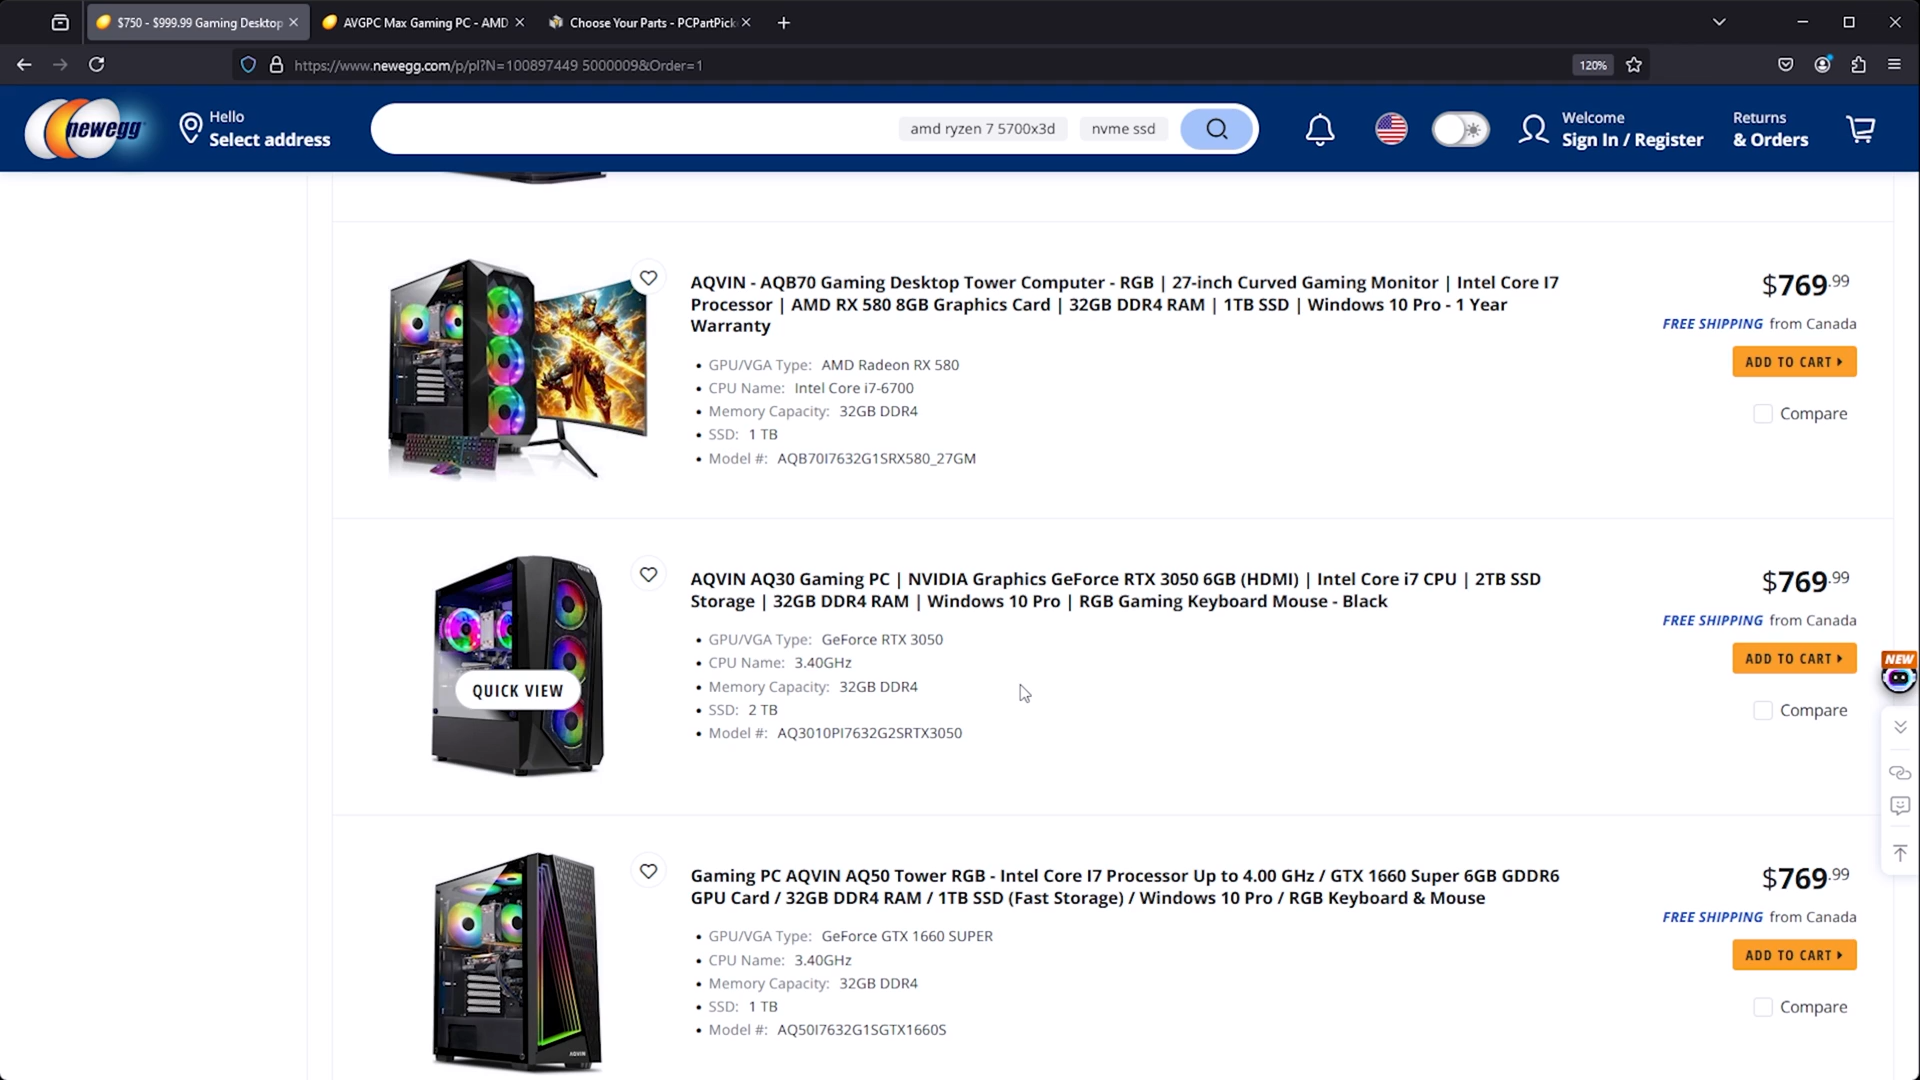 $750 - $999.99 Gaming Desktop
AVGPC Max Gaming PC - AMD
Choose Your Parts - PCPartPick
https://www.newegg.com/p/pl?N=100897449 5000009&Order=1
120%
newegg
Hello
Select address
amd ryzen 7 5700x3d
nvme ssd
Welcome
Sign In / Register
Returns
& Orders
AQVIN - AQB70 Gaming Desktop Tower Computer - RGB | 27-inch Curved Gaming Monitor | Intel Core I7
Processor | AMD RX 580 8GB Graphics Card | 32GB DDR4 RAM | 1TB SSD | Windows 10 Pro - 1 Year
Warranty
• GPU/VGA Type: AMD Radeon RX 580
• CPU Name: Intel Core i7-6700
• Memory Capacity: 32GB DDR4
• SSD: 1 TB
• Model #: AQB70I7632G1SRX580_27GM
$769.99
FREE SHIPPING from Canada
ADD TO CART
Compare
AQVIN AQ30 Gaming PC | NVIDIA Graphics GeForce RTX 3050 6GB (HDMI) | Intel Core i7 CPU | 2TB SSD
Storage | 32GB DDR4 RAM | Windows 10 Pro | RGB Gaming Keyboard Mouse - Black
• GPU/VGA Type: GeForce RTX 3050
• CPU Name: 3.40GHz
• Memory Capacity: 32GB DDR4
• SSD: 2 TB
• Model #: AQ3010PI7632G2SRTX3050
QUICK VIEW
$769.99
FREE SHIPPING from Canada
ADD TO CART
Compare
NEW
Gaming PC AQVIN AQ50 Tower RGB - Intel Core I7 Processor Up to 4.00 GHz / GTX 1660 Super 6GB GDDR6
GPU Card / 32GB DDR4 RAM / 1TB SSD (Fast Storage) / Windows 10 Pro / RGB Keyboard & Mouse
• GPU/VGA Type: GeForce GTX 1660 SUPER
• CPU Name: 3.40GHz
• Memory Capacity: 32GB DDR4
• SSD: 1 TB
• Model #: AQ50I7632G1SGTX1660S
AQVIN
$769.99
FREE SHIPPING from Canada
ADD TO CART
Compare